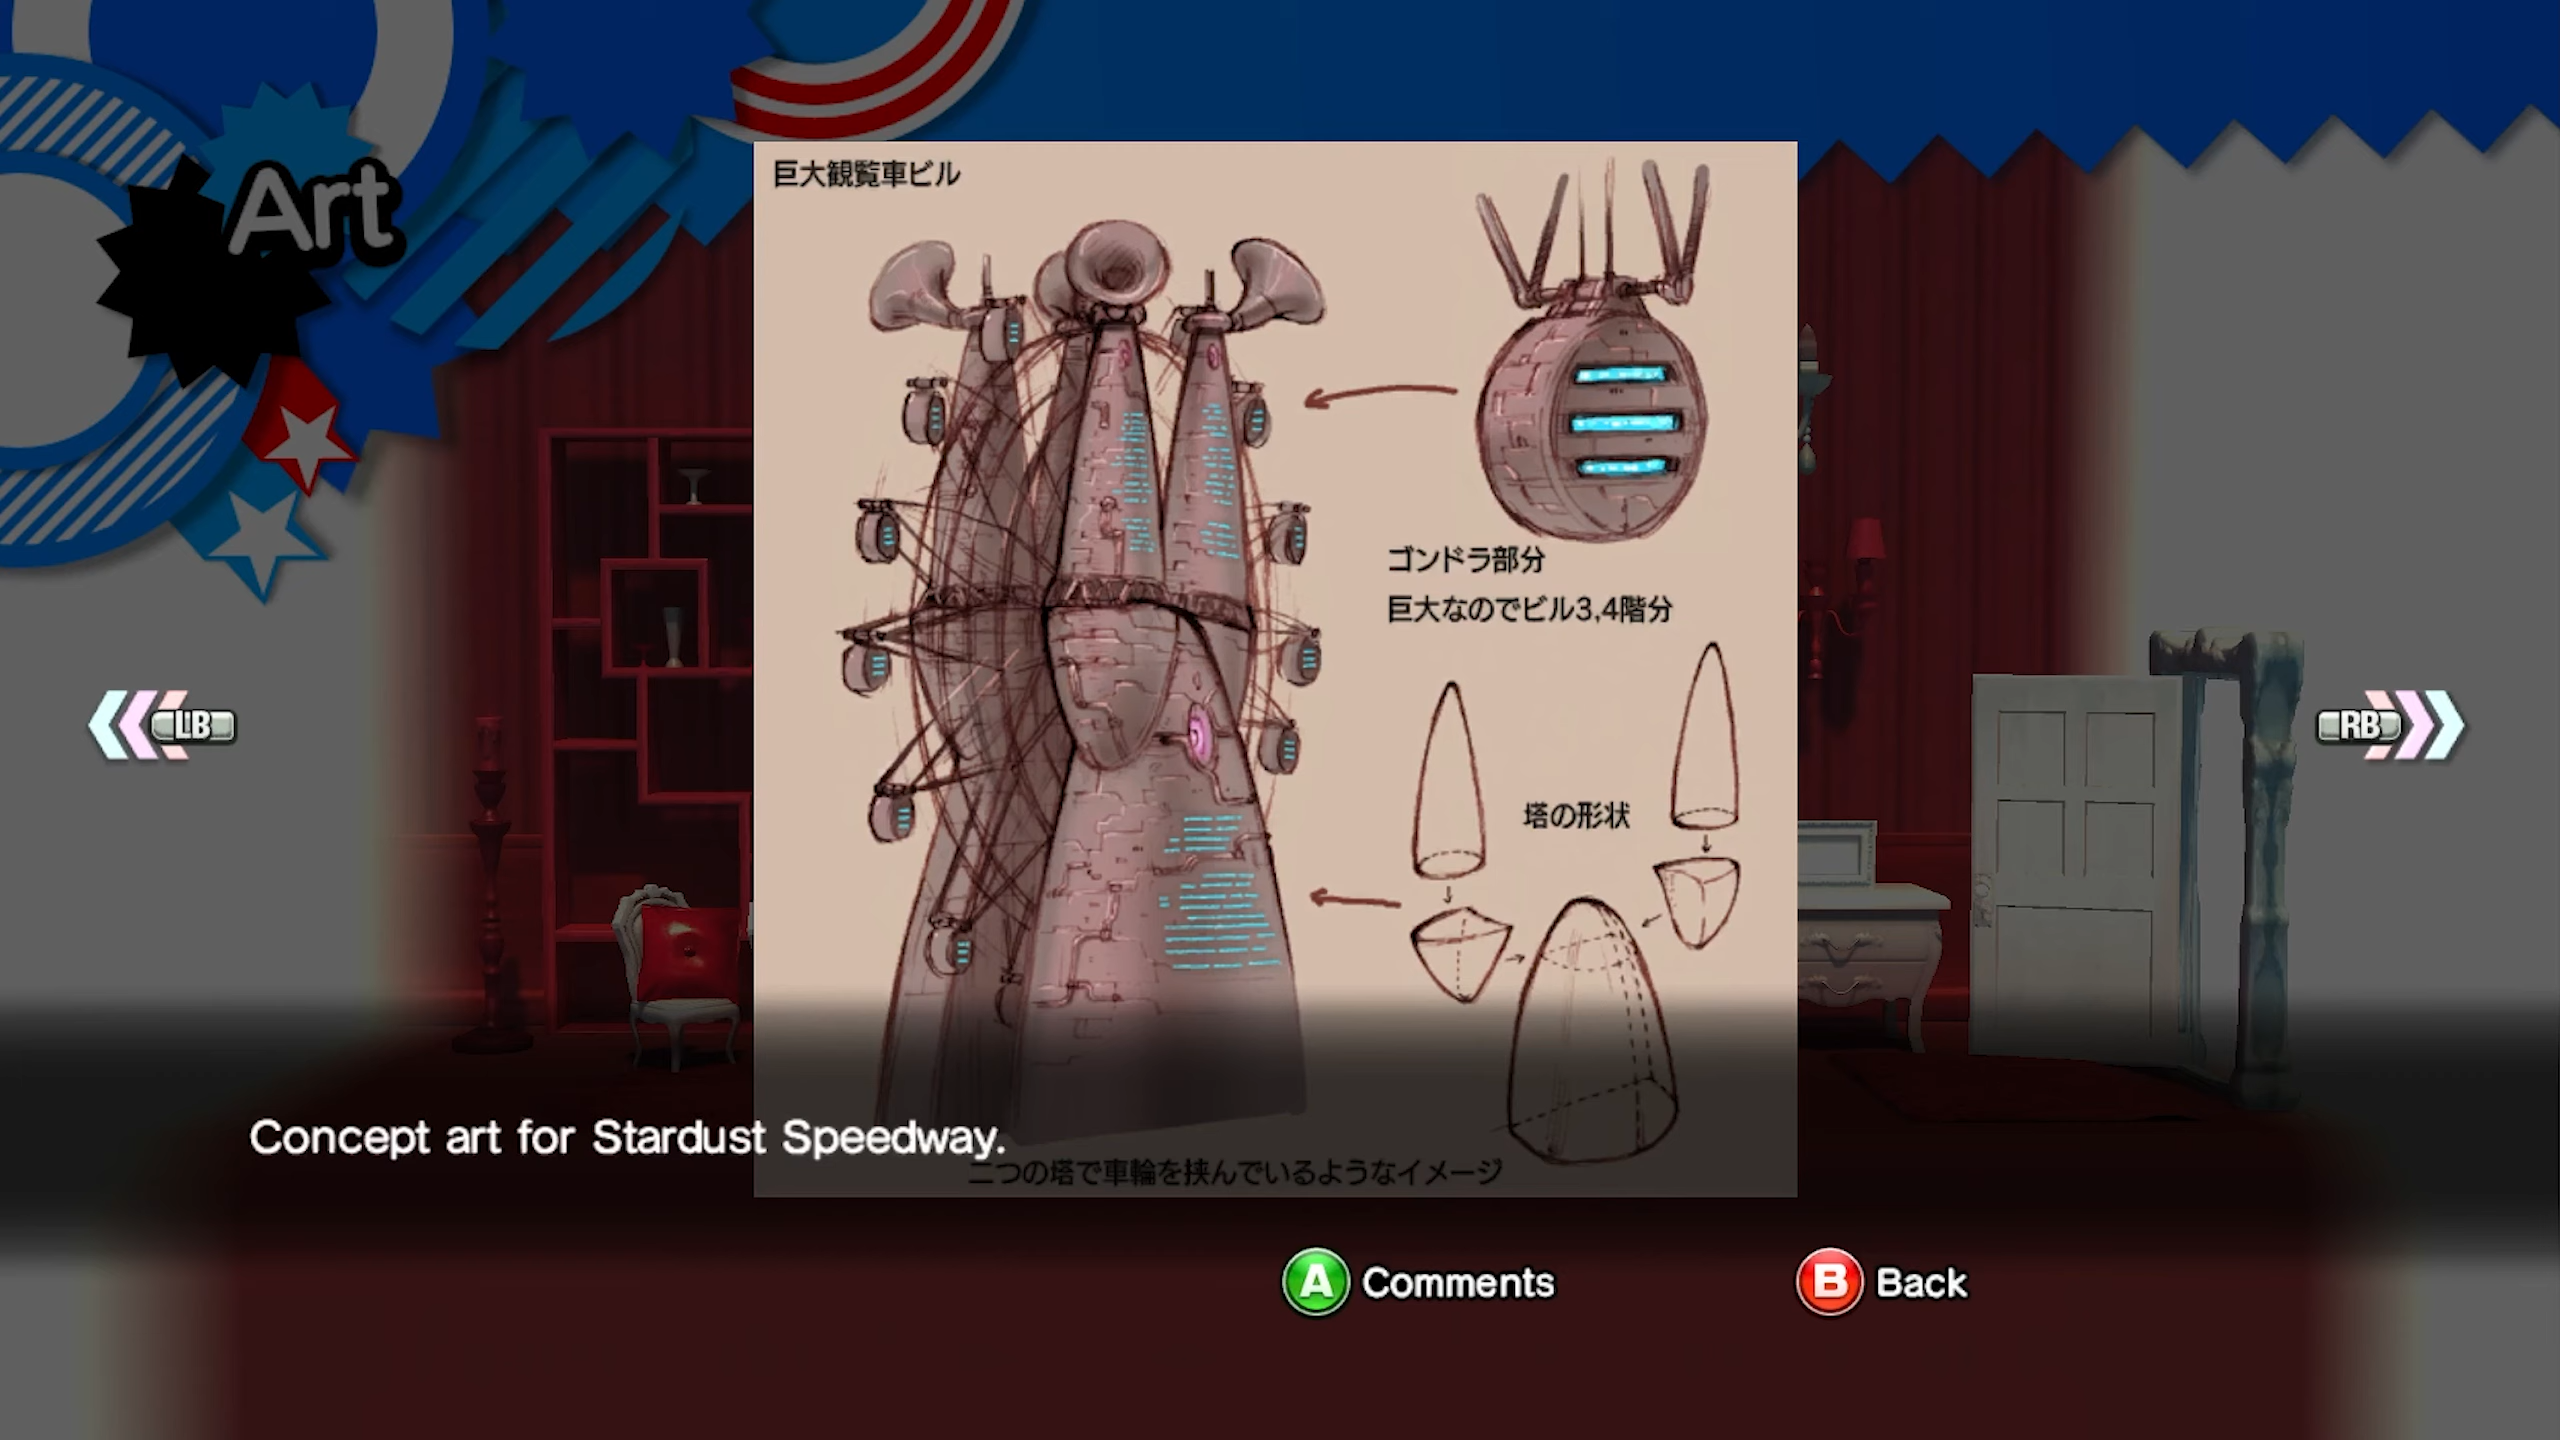 Art
巨大観覧車ビル
ゴンドラ部分
巨大なのでビル3,4階分
LB
RB
塔の形状
Concept art for Stardust Speedway.
二つの塔で車輪を挟んでいるようなイメージ
A Comments
B Back